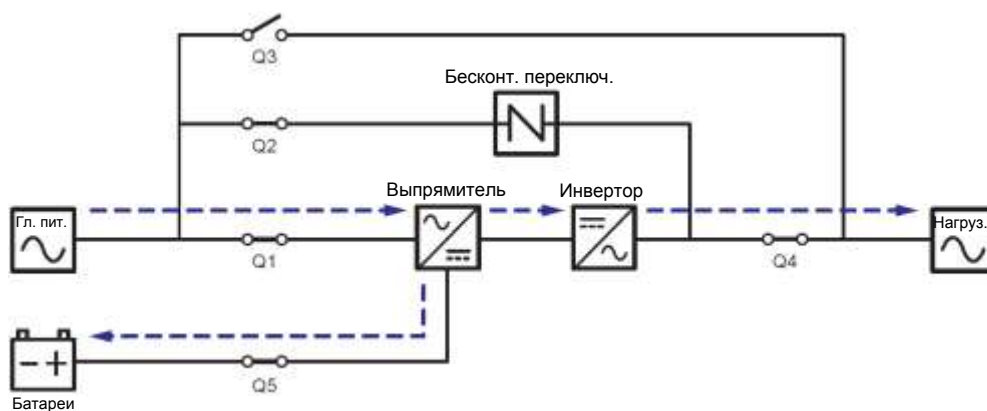 Q3
Бесконт. переключ.
Q2
Выпрямитель
Инвертор
Гл. пит.
Нагруз.
Q1
Q4
Q5
Батареи